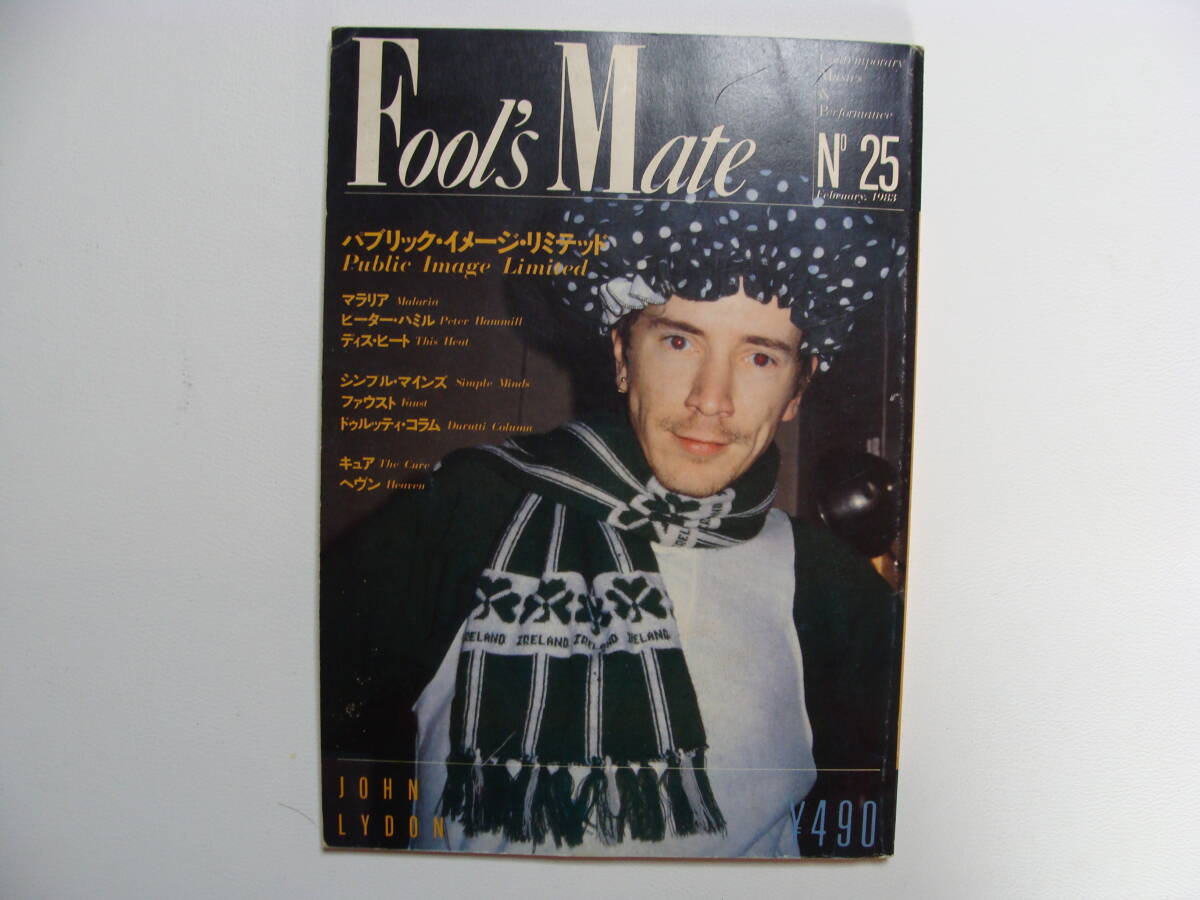 Fool's Mate
Contemporary
Musics
&
Performance
Nº 25
February. 1983
パブリック・イメージ・リミテッド
Public Image Limited
マラリア Malaria
ピーター・ハミル Peter Hammill
ディス・ヒート This Heat
シンプル・マインズ Simple Minds
ファウスト Faust
ドゥルッティ・コラム Durutti Column
キュア The Cure
ヘヴン Heaven
IRELAND
IRELAND IRELAND IRELAND
JOHN
LYDON
¥490